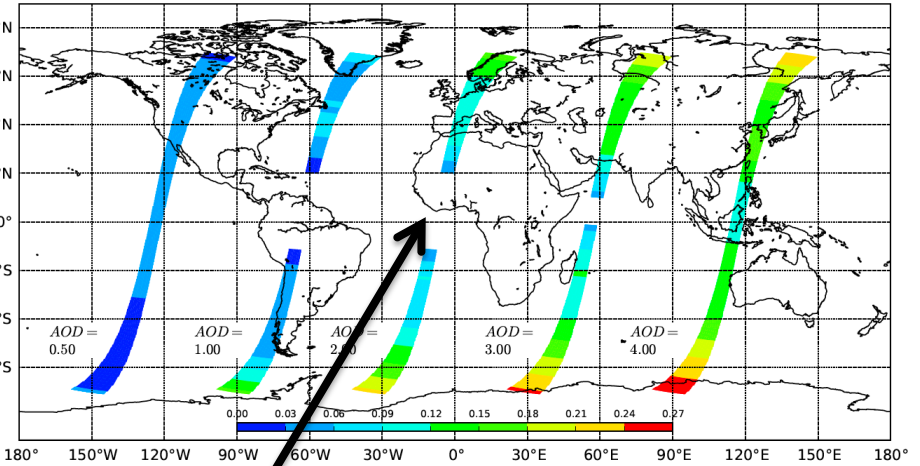 °N
°N
°N
°N
0°
°S
°S
°S
AOD = AOD = AOD = AOD = AOD =
0.50 1.00 2.00 3.00 4.00
0.00 0.03 0.06 0.09 0.12 0.15 0.18 0.21 0.24 0.27
180° 150°W 120°W 90°W 60°W 30°W 0° 30°E 60°E 90°E 120°E 150°E 180°